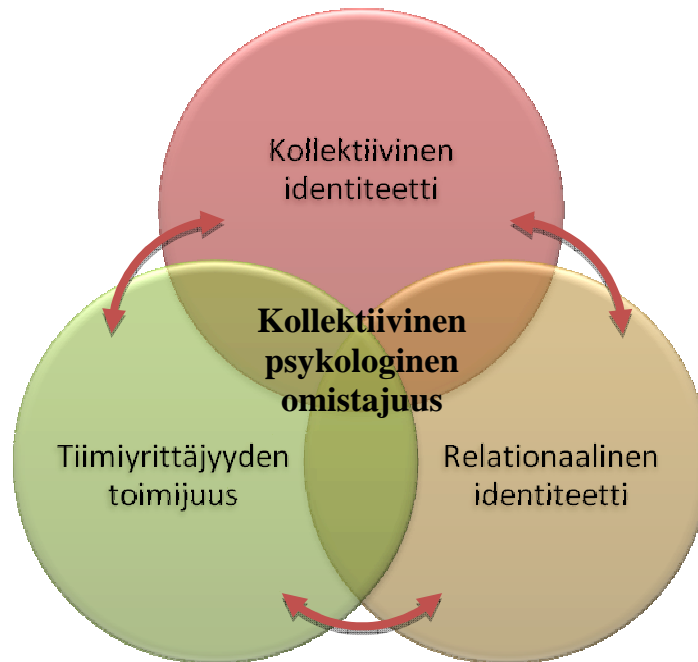 Kollektiivinen
identiteetti
Kollektiivinen
psykologinen
omistajuus
Tiimiyrittäjyyden
toimijuus
Relationaalinen
identiteetti